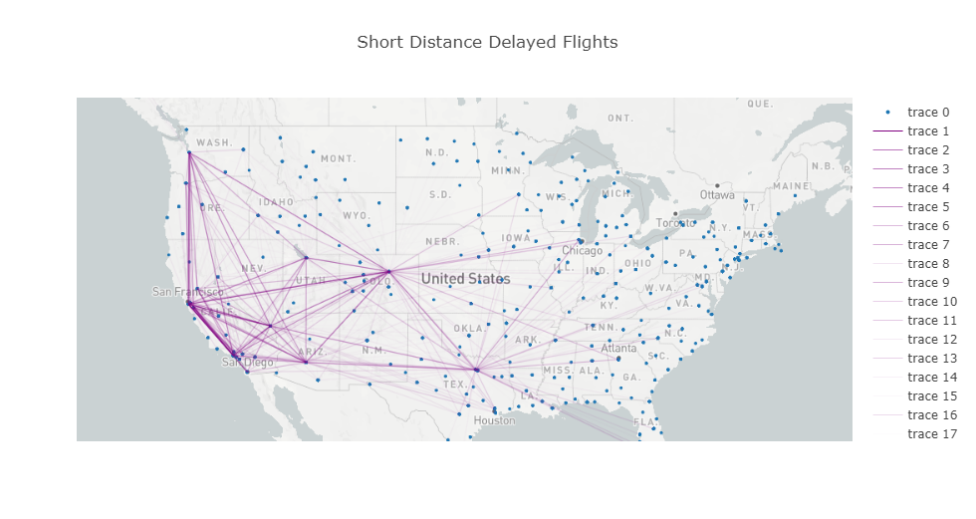 Short Distance Delayed Flights
QUE.
ONT.
WASH.
MONT.
N.D.
MINN.
N.B.
MAINE
Ottawa
ORE.
IDAHO
WYO.
S.D.
WIS.
MICH.
Toronto
VT.
N.Y.
MASS.
NEBR.
IOWA
Chicago
PA.
NEV.
UTAH
COLO.
United States
ILL.
IND.
OHIO
MD.
N.J.
San Francisco
CALIF.
W.VA.
KY.
VA.
OKLA.
ARK.
TENN.
N.C.
San Diego
ARIZ.
N.M.
Atlanta
S.C.
TEX.
MISS.
ALA.
GA.
LA.
Houston
FLA.
trace 0
trace 1
trace 2
trace 3
trace 4
trace 5
trace 6
trace 7
trace 8
trace 9
trace 10
trace 11
trace 12
trace 13
trace 14
trace 15
trace 16
trace 17